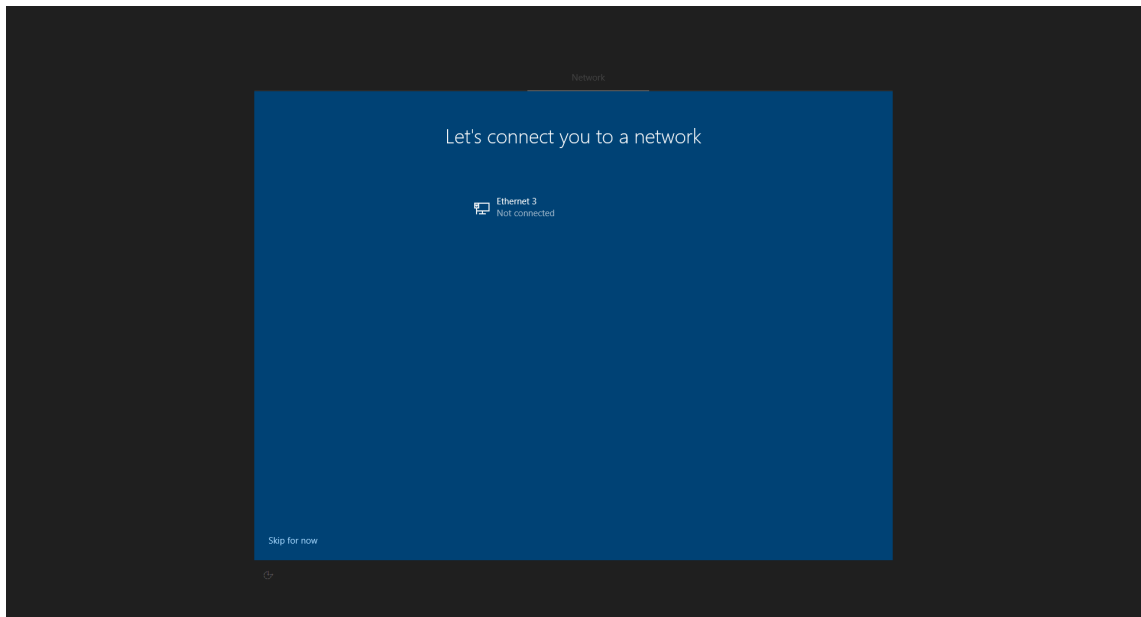 Network
Let's connect you to a network
Ethernet 3
Not connected
Skip for now